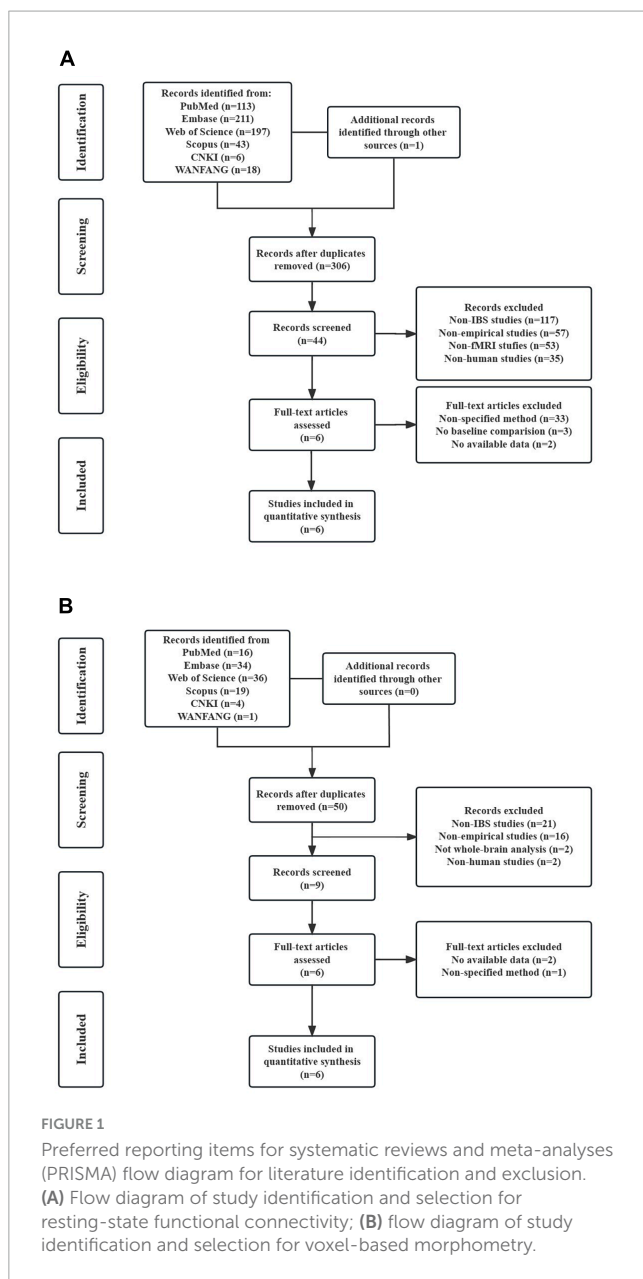 A
Identification
Records identified from:
PubMed (n=113)
Embase (n=211)
Web of Science (n=197)
Scopus (n=43)
CNKI (n=6)
WANFANG (n=18)
Additional records
identified through other
sources (n=1)
Screening
Records after duplicates
removed (n=306)
Eligibility
Records screened
(n=44)
Records excluded
Non-IBS studies (n=117)
Non-empirical studies (n=57)
Non-fMRI stufies (n=53)
Non-human studies (n=35)
Full-text articles
assessed
(n=6)
Full-text articles excluded
Non-specified method (n=33)
No baseline comparision (n=3)
No available data (n=2)
Included
Studies included in
quantitative synthesis
(n=6)
B
Identification
Records identified from
PubMed (n=16)
Embase (n=34)
Web of Science (n=36)
Scopus (n=19)
CNKI (n=4)
WANFANG (n=1)
Additional records
identified through other
sources (n=0)
Screening
Records after duplicates
removed (n=50)
Records excluded
Non-IBS studies (n=21)
Non-empirical studies (n=16)
Not whole-brain analysis (n=2)
Non-human studies (n=2)
Records screened
(n=9)
Eligibility
Full-text articles
assessed
(n=6)
Full-text articles excluded
No available data (n=2)
Non-specified method (n=1)
Included
Studies included in
quantitative synthesis
(n=6)
FIGURE 1
Preferred reporting items for systematic reviews and meta-analyses
(PRISMA) flow diagram for literature identification and exclusion.
(A) Flow diagram of study identification and selection for
resting-state functional connectivity; (B) flow diagram of study
identification and selection for voxel-based morphometry.